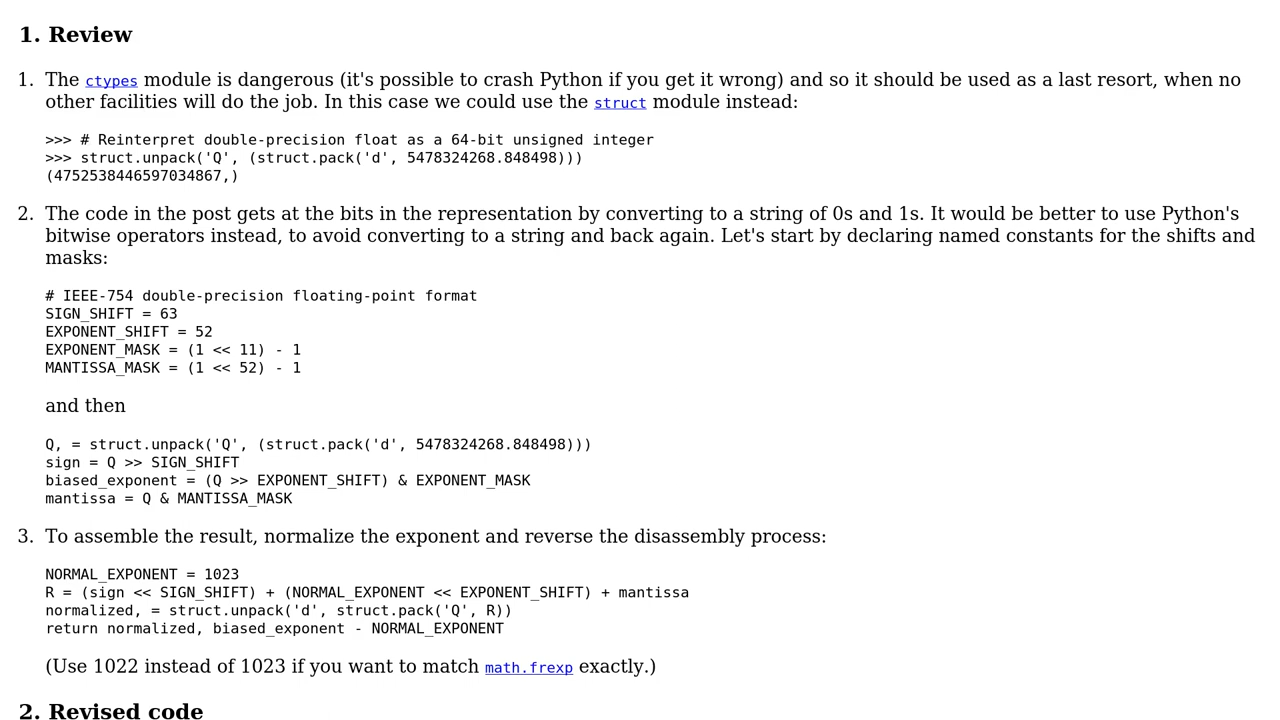 1. Review
1. The ctypes module is dangerous (it's possible to crash Python if you get it wrong) and so it should be used as a last resort, when no
other facilities will do the job. In this case we could use the struct module instead:
>>> # Reinterpret double-precision float as a 64-bit unsigned integer
>>> struct.unpack('Q', (struct.pack('d', 5478324268.848498)))
(4752538446597034867,)
2. The code in the post gets at the bits in the representation by converting to a string of 0s and 1s. It would be better to use Python's
bitwise operators instead, to avoid converting to a string and back again. Let's start by declaring named constants for the shifts and
masks:
# IEEE-754 double-precision floating-point format
SIGN_SHIFT = 63
EXPONENT_SHIFT = 52
EXPONENT_MASK = (1 << 11) - 1
MANTISSA_MASK = (1 << 52) - 1
and then
Q, = struct.unpack('Q', (struct.pack('d', 5478324268.848498)))
sign = Q >> SIGN_SHIFT
biased_exponent = (Q >> EXPONENT_SHIFT) & EXPONENT_MASK
mantissa = Q & MANTISSA_MASK
3. To assemble the result, normalize the exponent and reverse the disassembly process:
NORMAL_EXPONENT = 1023
R = (sign << SIGN_SHIFT) + (NORMAL_EXPONENT << EXPONENT_SHIFT) + mantissa
normalized, = struct.unpack('d', struct.pack('Q', R))
return normalized, biased_exponent - NORMAL_EXPONENT
(Use 1022 instead of 1023 if you want to match math.frexp exactly.)
2. Revised code